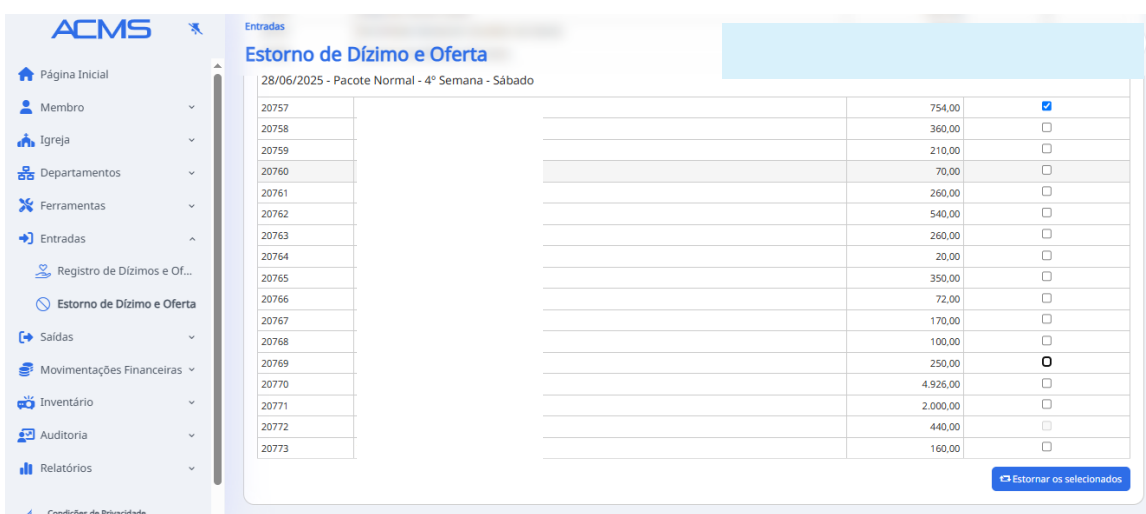 ACMS
Página Inicial
Membro
Igreja
Departamentos
Ferramentas
Entradas
Registro de Dízimos e Of...
Estorno de Dízimo e Oferta
Saídas
Movimentações Financeiras
Inventário
Auditoria
Relatórios
Condições de Privacidade
Entradas
Estorno de Dízimo e Oferta
28/06/2025 - Pacote Normal - 4º Semana - Sábado
20757 754,00
20758 360,00
20759 210,00
20760 70,00
20761 260,00
20762 540,00
20763 260,00
20764 20,00
20765 350,00
20766 72,00
20767 170,00
20768 100,00
20769 250,00
20770 4.926,00
20771 2.000,00
20772 440,00
20773 160,00
Estornar os selecionados